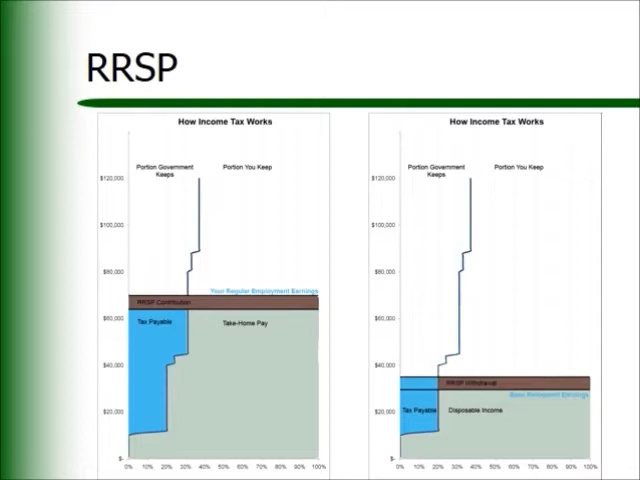 RRSP
How Income Tax Works
Portion Government
Keeps
Portion You Keep
$120,000
$100,000
$80,000
Your Regular Employment Earnings
RRSP Contribution
$60,000
Tax Payable
Take-Home Pay
$40,000
$20,000
$-
0% 10% 20% 30% 40% 50% 60% 70% 80% 90% 100%
How Income Tax Works
Portion Government
Keeps
Portion You Keep
$120,000
$100,000
$80,000
$60,000
$40,000
RRSP Withdrawal
Base Retirement Earnings
$20,000
Tax Payable
Disposable Income
$-
0% 10% 20% 30% 40% 50% 60% 70% 80% 90% 100%